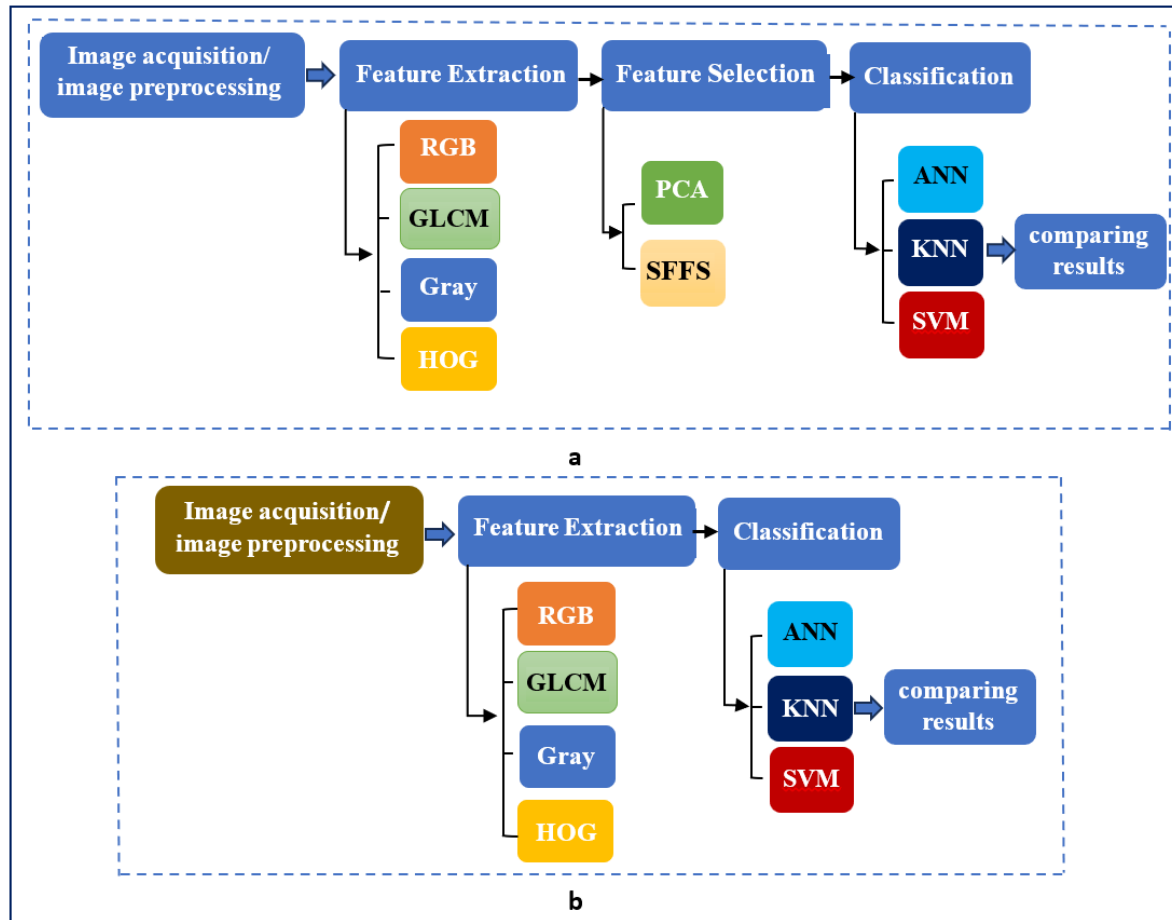 Image acquisition/
image preprocessing
Feature Extraction
Feature Selection
Classification
RGB
GLCM
Gray
HOG
PCA
SFFS
ANN
KNN
SVM
comparing
results
a
Image acquisition/
image preprocessing
Feature Extraction
Classification
RGB
GLCM
Gray
HOG
ANN
KNN
SVM
comparing
results
b